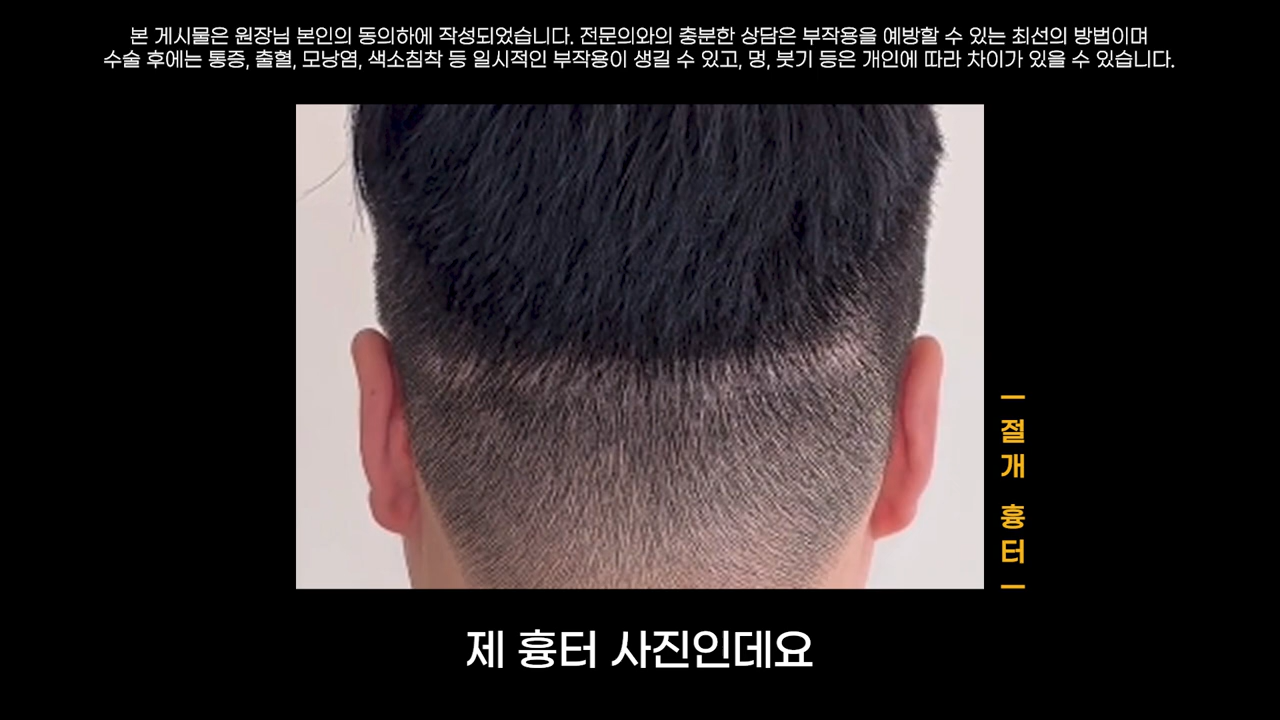 본 게시물은 원장님 본인의 동의하에 작성되었습니다. 전문의와의 충분한 상담은 부작용을 예방할 수 있는 최선의 방법이며
수술 후에는 통증, 출혈, 모낭염, 색소침착 등 일시적인 부작용이 생길 수 있고, 멍, 붓기 등은 개인에 따라 차이가 있을 수 있습니다.
절개 흉터
제 흉터 사진인데요